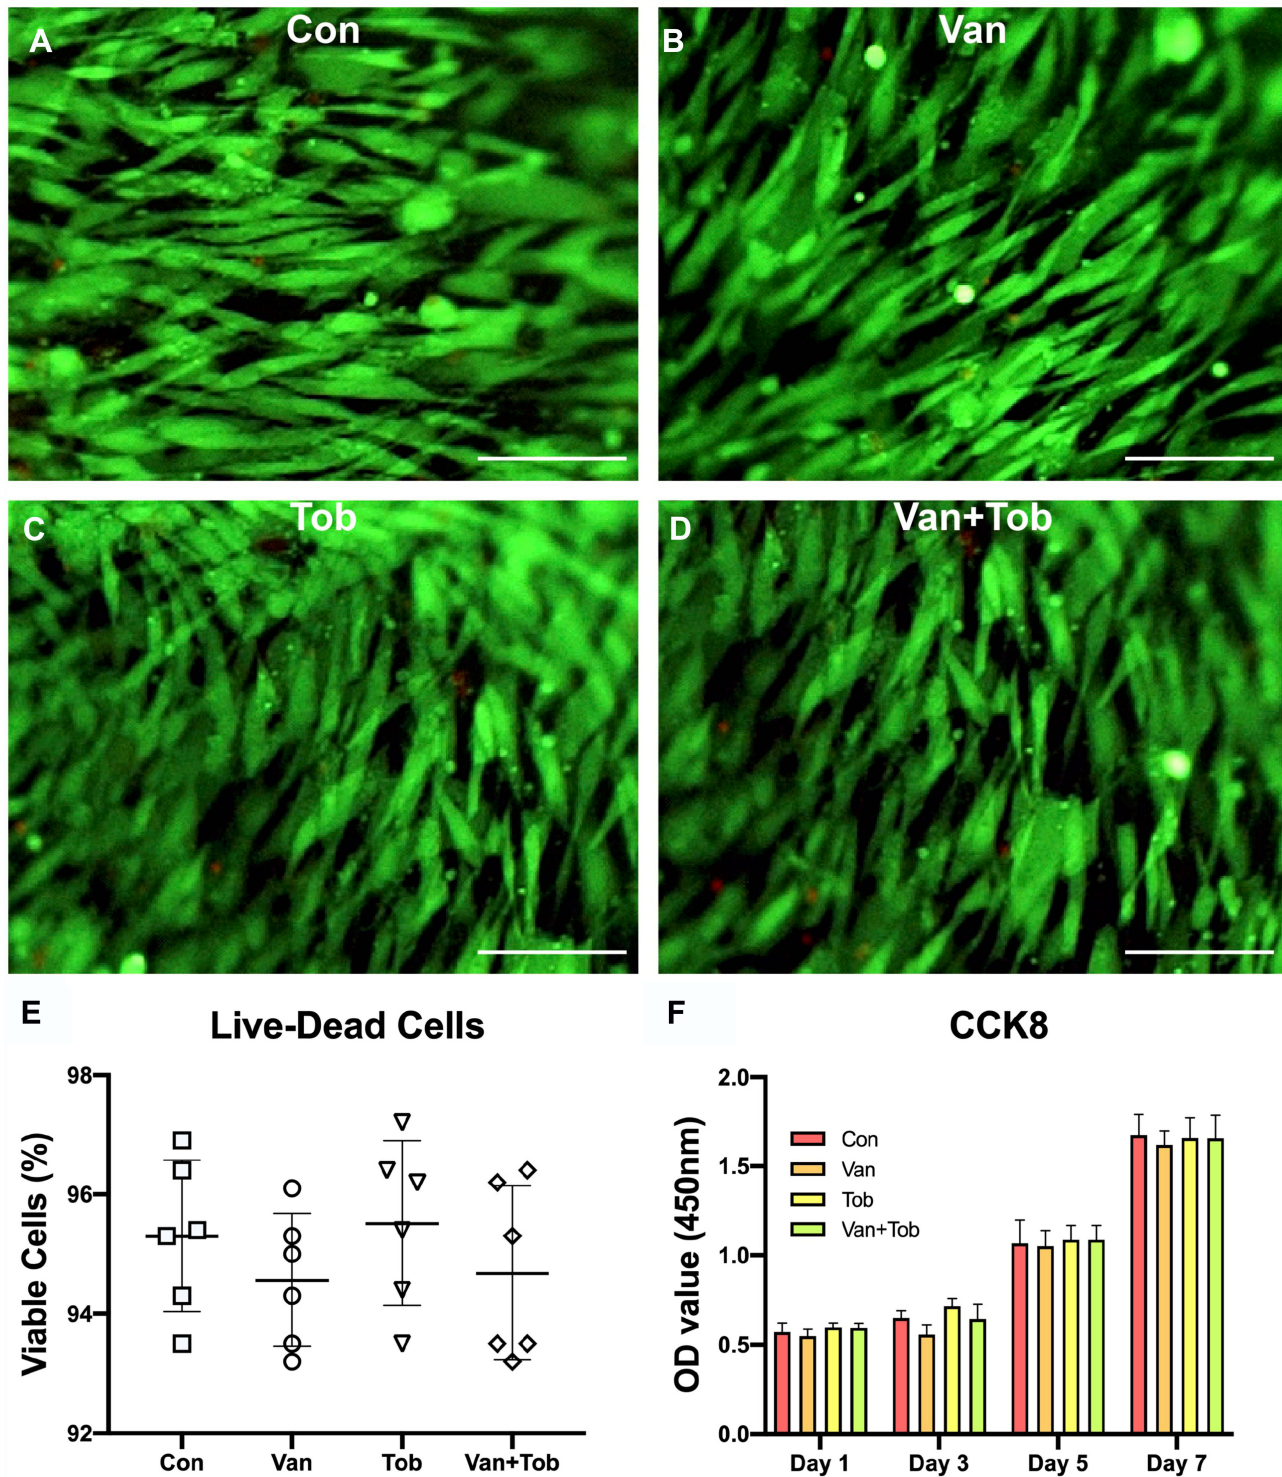 A
Con
B
Van
C
Tob
D
Van+Tob
E
Live-Dead Cells
Viable Cells (%)
98
96
94
92
Con
Van
Tob
Van+Tob
F
CCK8
OD value (450nm)
2.0
1.5
1.0
0.5
0.0
Con
Van
Tob
Van+Tob
Day 1
Day 3
Day 5
Day 7